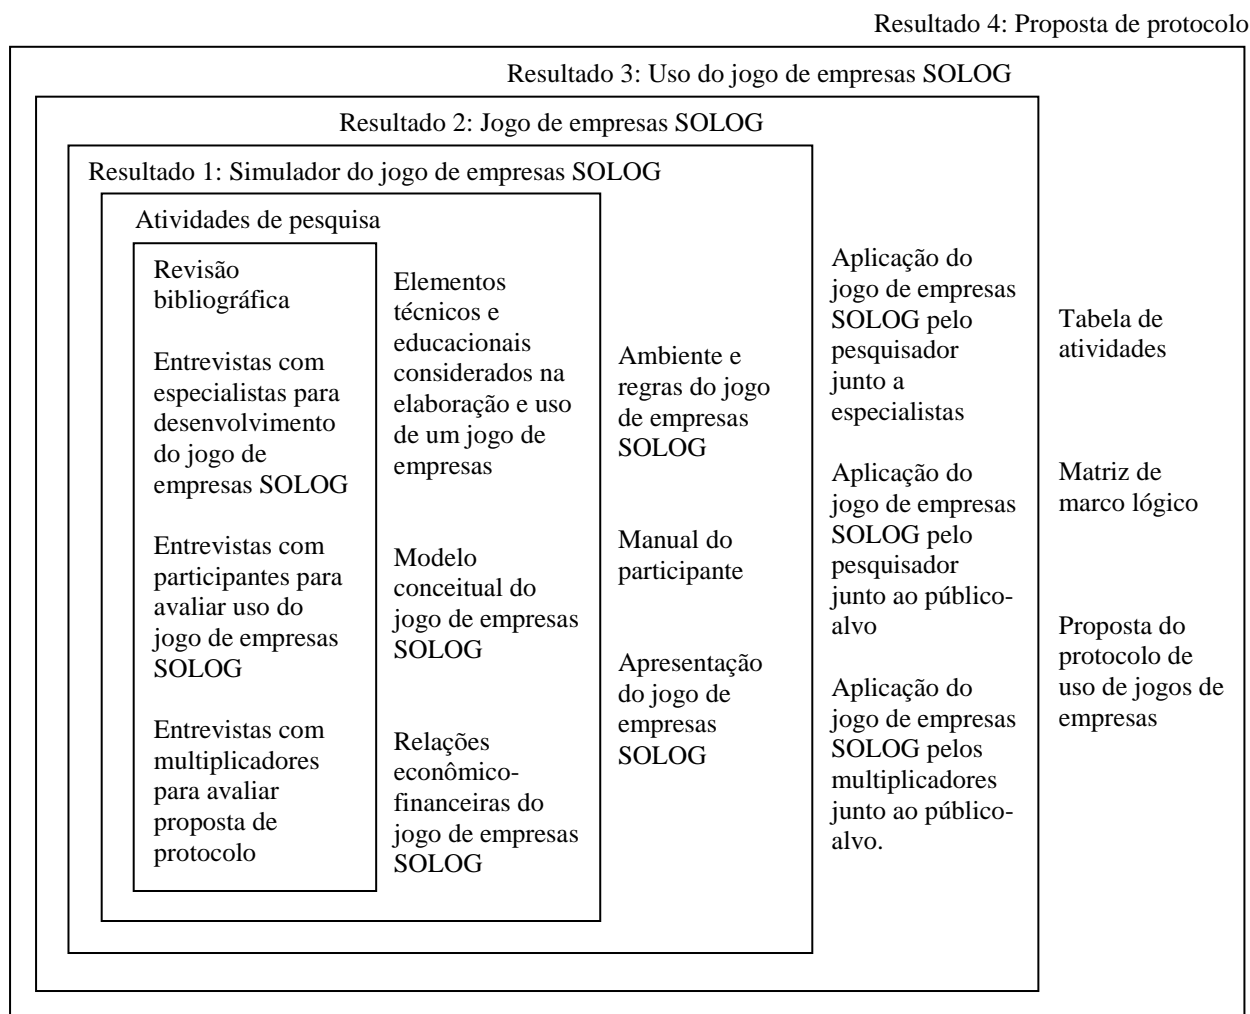 Resultado 4: Proposta de protocolo
Resultado 3: Uso do jogo de empresas SOLOG
Resultado 2: Jogo de empresas SOLOG
Resultado 1: Simulador do jogo de empresas SOLOG
Atividades de pesquisa
Revisão
bibliográfica
Entrevistas com
especialistas para
desenvolvimento
do jogo de
empresas SOLOG
Entrevistas com
participantes para
avaliar uso do
jogo de empresas
SOLOG
Entrevistas com
multiplicadores
para avaliar
proposta de
protocolo
Elementos
técnicos e
educacionais
considerados na
elaboração e uso
de um jogo de
empresas
Modelo
conceitual do
jogo de empresas
SOLOG
Relações
econômico-
financeiras do
jogo de empresas
SOLOG
Ambiente e
regras do jogo
de empresas
SOLOG
Manual do
participante
Apresentação
do jogo de
empresas
SOLOG
Aplicação do
jogo de empresas
SOLOG pelo
pesquisador
junto a
especialistas
Aplicação do
jogo de empresas
SOLOG pelo
pesquisador
junto ao público-
alvo
Aplicação do
jogo de empresas
SOLOG pelos
multiplicadores
junto ao público-
alvo.
Tabela de
atividades
Matriz de
marco lógico
Proposta do
protocolo de
uso de jogos de
empresas